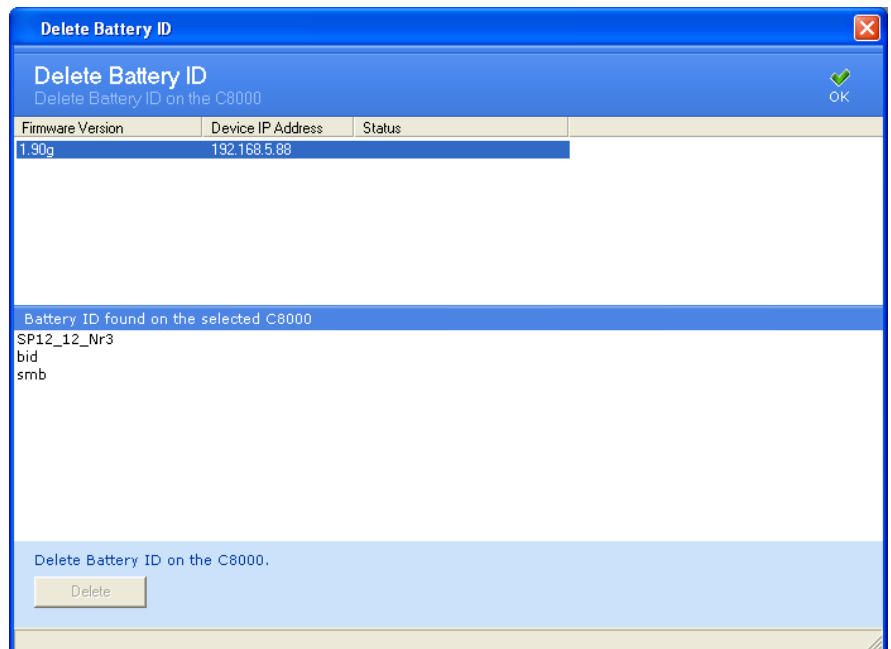 Delete Battery ID
Delete Battery ID
Delete Battery ID on the C8000
OK
Firmware Version Device IP Address Status
1.90g 192.168.5.88
Battery ID found on the selected C8000
SP12_12_Nr3
bid
smb
Delete Battery ID on the C8000.
Delete